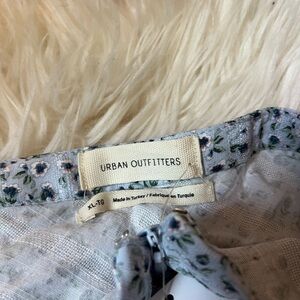 URBAN OUTFITTERS
XL-TG
Made in Turkey / Fabriqué en Turquie